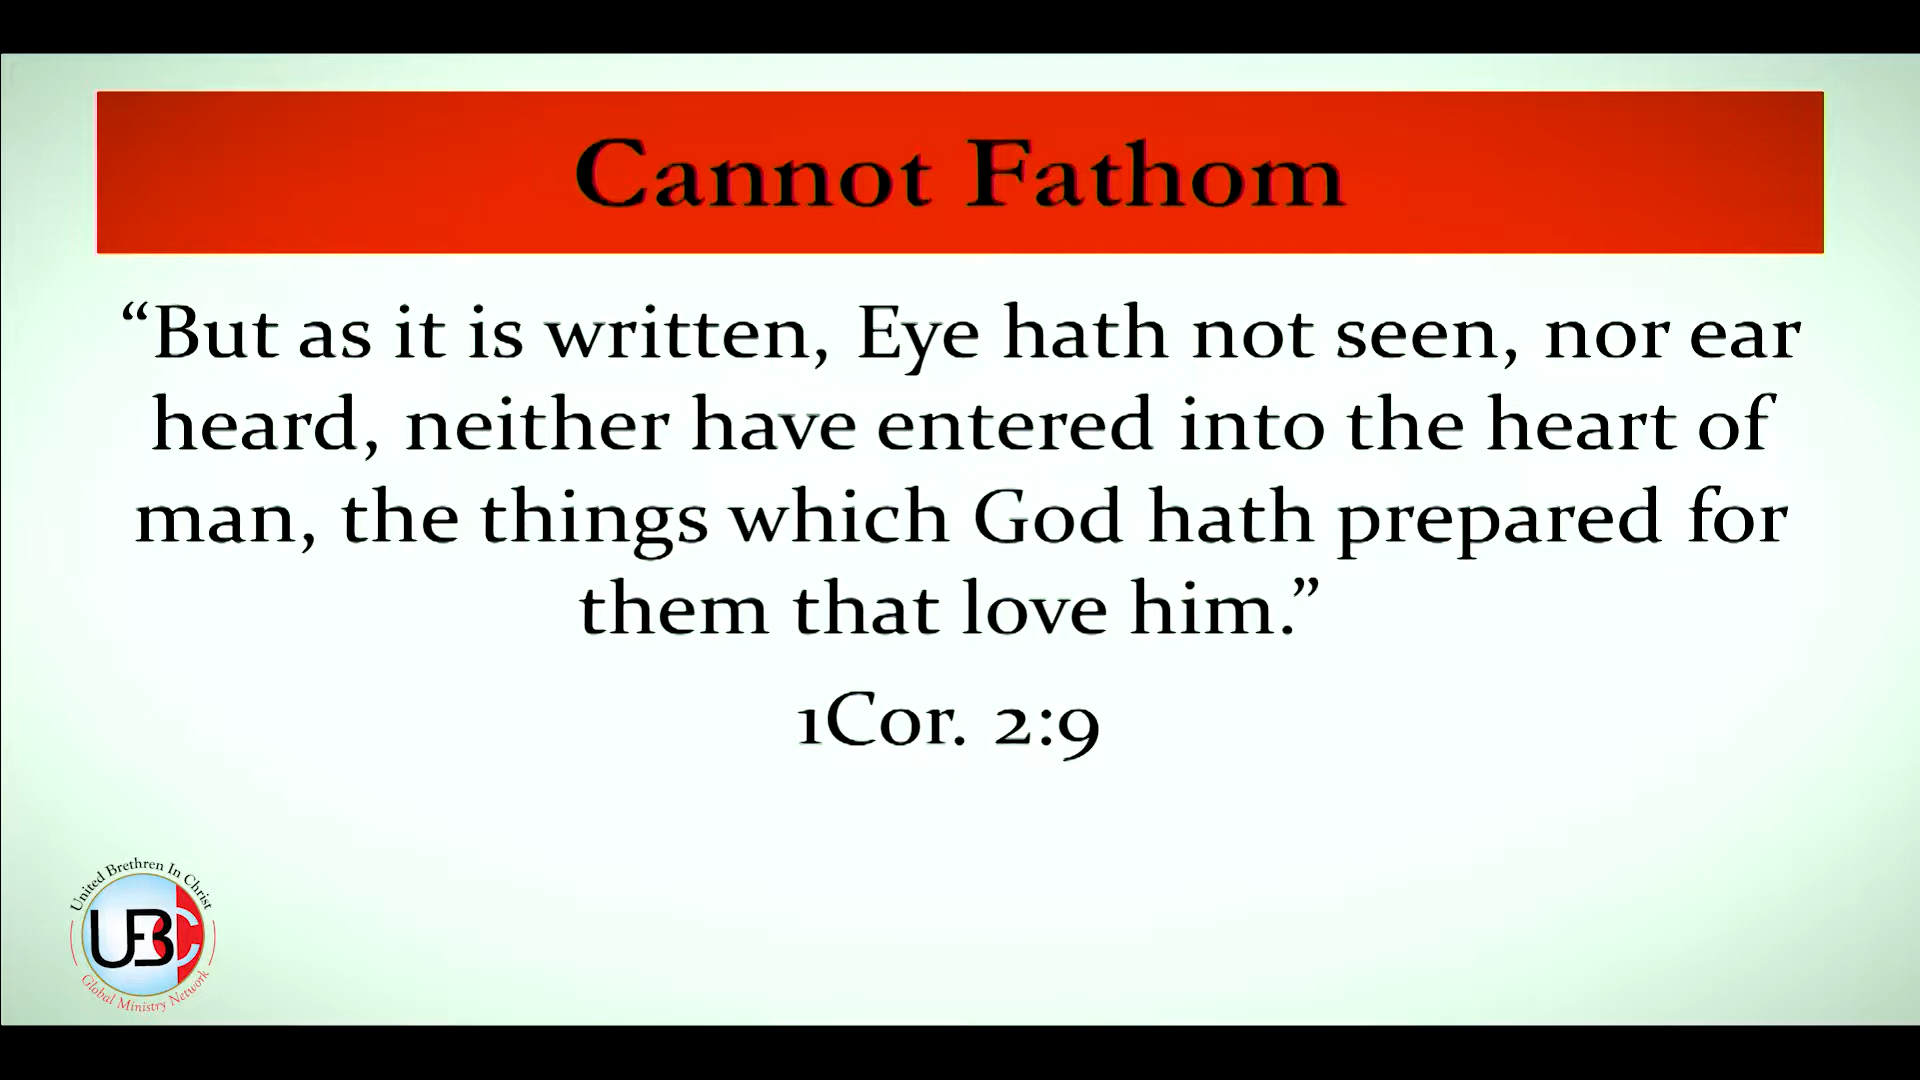 Cannot Fathom
“But as it is written, Eye hath not seen, nor ear
heard, neither have entered into the heart of
man, the things which God hath prepared for
them that love him.”
1Cor. 2:9
United Brethren In Christ
UBC
Global Ministry Network